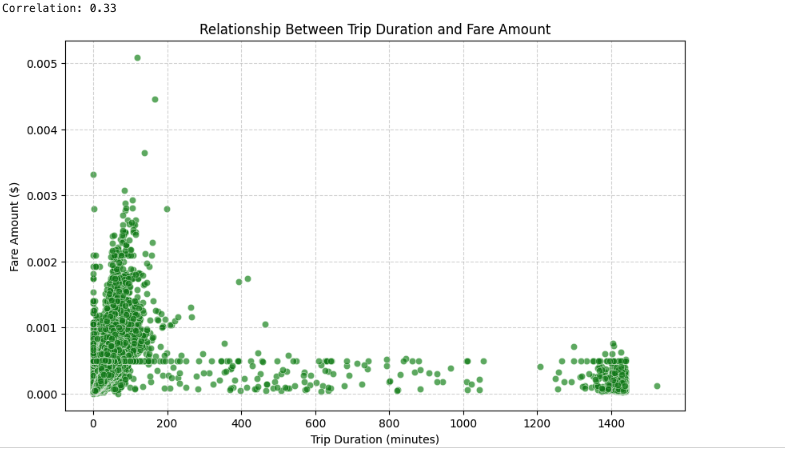 Correlation: 0.33
Relationship Between Trip Duration and Fare Amount
Fare Amount ($)
0.005
0.004
0.003
0.002
0.001
0.000
0 200 400 600 800 1000 1200 1400
Trip Duration (minutes)